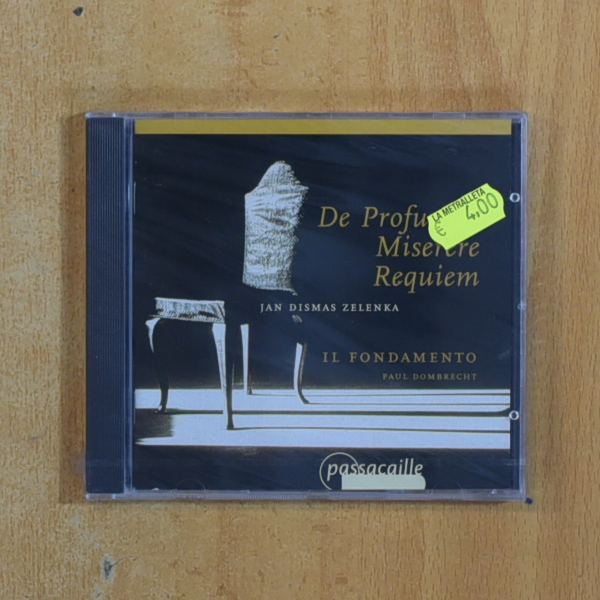 De Profu
Miserere
Requiem
LA METRALLETA
€ 4,00
JAN DISMAS ZELENKA
IL FONDAMENTO
PAUL DOMBRECHT
passacaille